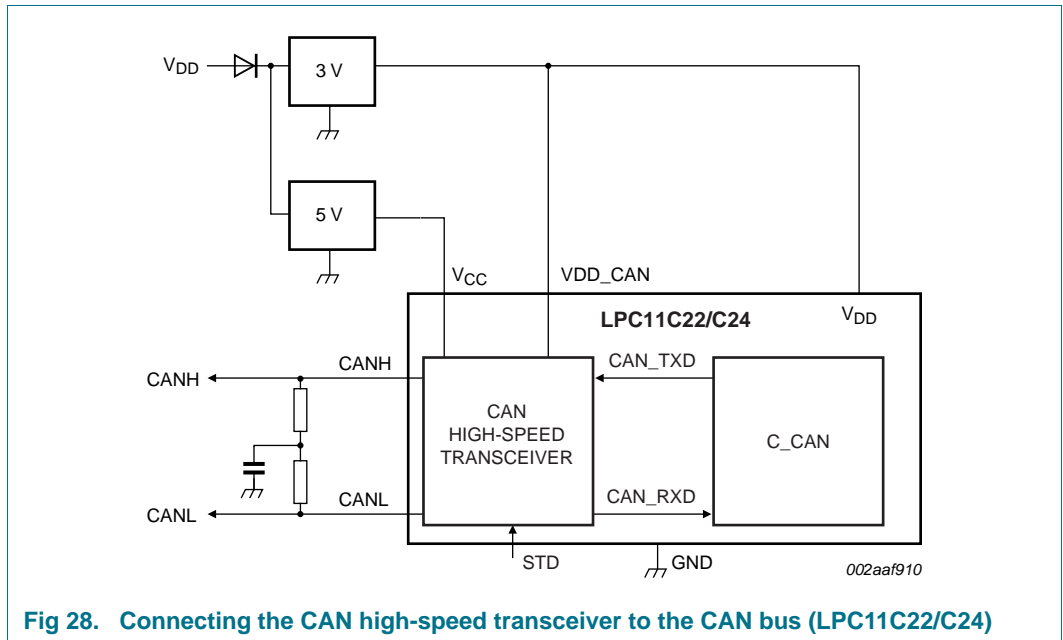 VDD
3 V
5 V
VCC
VDD_CAN
LPC11C22/C24
VDD
CANH
CANH
CAN_TXD
CAN
HIGH-SPEED
TRANSCEIVER
C_CAN
CANL
CANL
CAN_RXD
STD
GND
002aaf910
Fig 28. Connecting the CAN high-speed transceiver to the CAN bus (LPC11C22/C24)